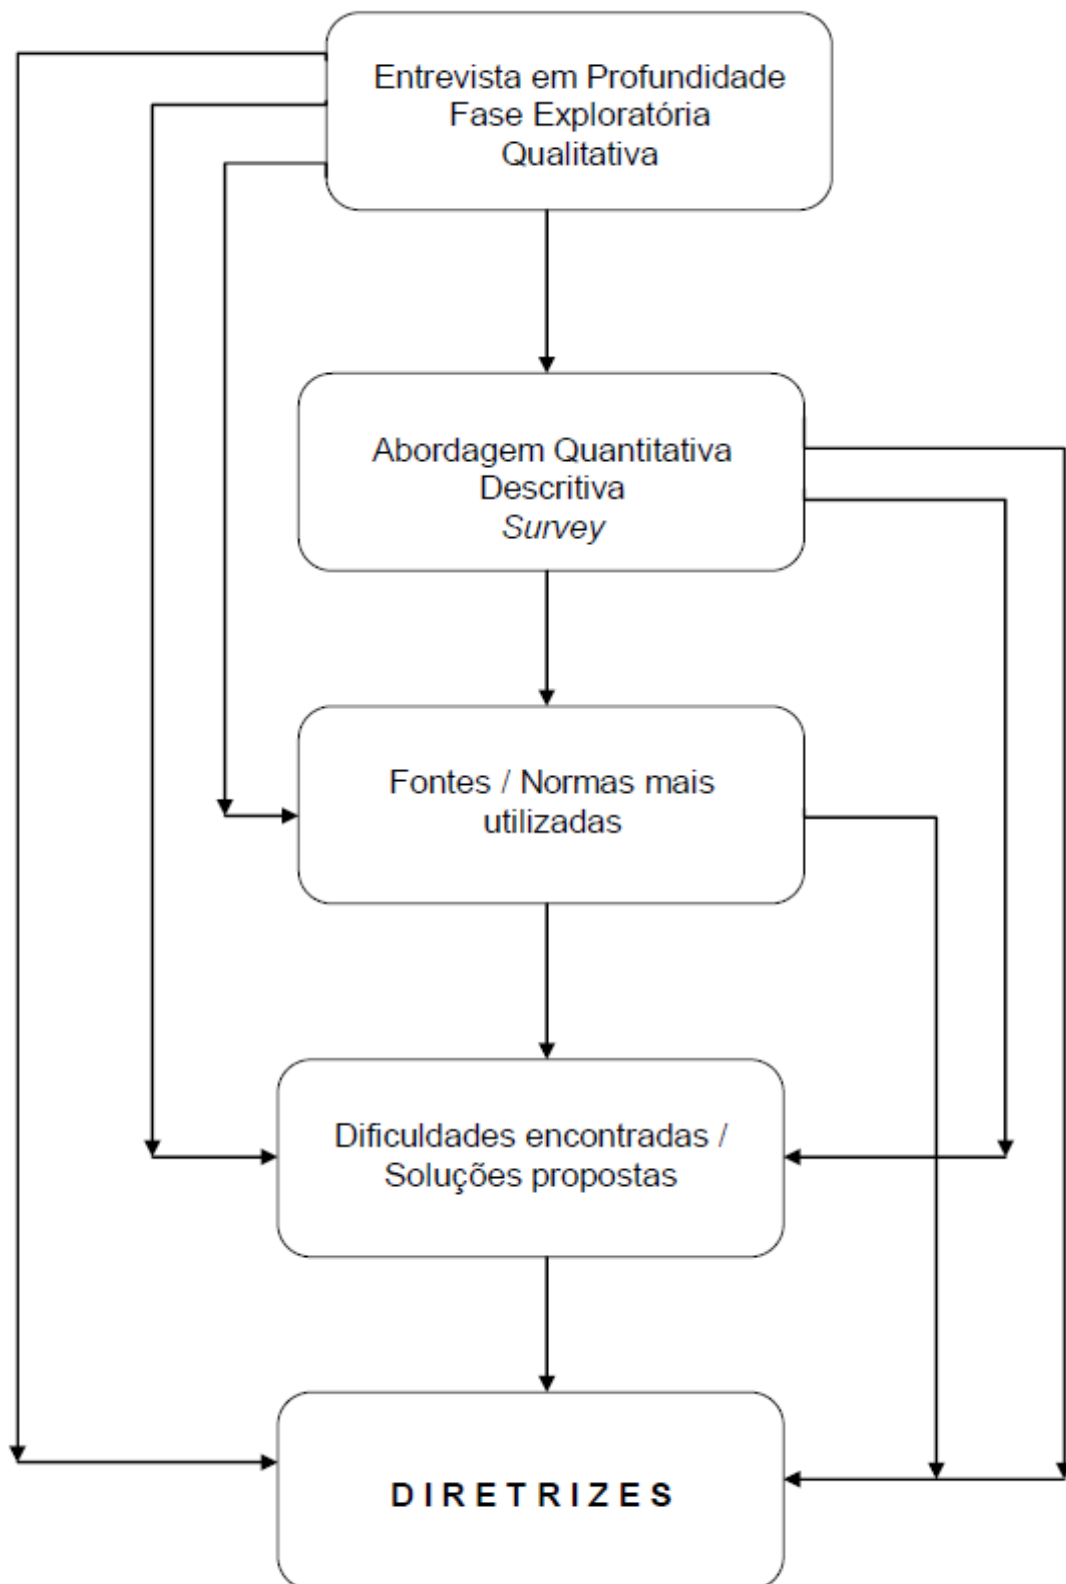 Entrevista em Profundidade
Fase Exploratória
Qualitativa
Abordagem Quantitativa
Descritiva
Survey
Fontes / Normas mais
utilizadas
Dificuldades encontradas /
Soluções propostas
D I R E T R I Z E S